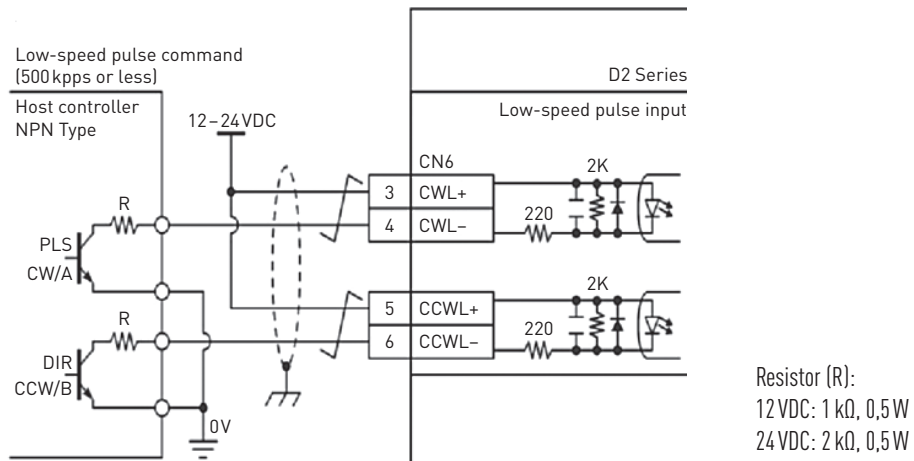 Low-speed pulse command
(500 kpps or less)
Host controller
NPN Type
12–24 VDC
D2 Series
Low-speed pulse input
CN6
3 CWL+
4 CWL–
5 CCWL+
6 CCWL–
R
PLS
CW/A
R
DIR
CCW/B
0V
2K
220
2K
220
Resistor (R):
12 VDC: 1 kΩ, 0,5 W
24 VDC: 2 kΩ, 0,5 W